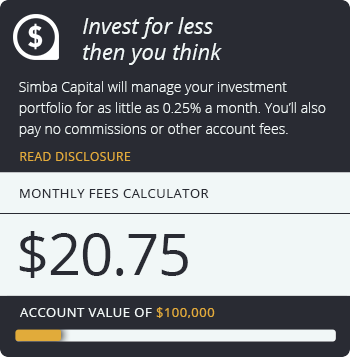 $
Invest for less
then you think
Simba Capital will manage your investment
portfolio for as little as 0.25% a month. You'll also
pay no commissions or other account fees.
READ DISCLOSURE
MONTHLY FEES CALCULATOR
$20.75
ACCOUNT VALUE OF $100,000